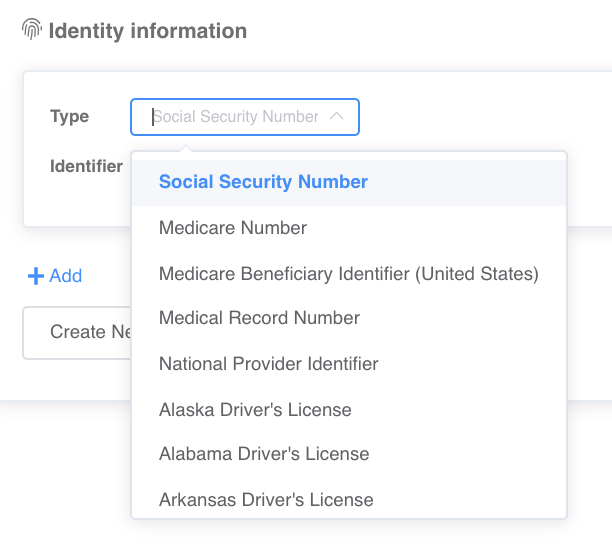 Identity information
Type
Social Security Number
Identifier
Social Security Number
Medicare Number
Medicare Beneficiary Identifier (United States)
Medical Record Number
National Provider Identifier
Alaska Driver's License
Alabama Driver's License
Arkansas Driver's License
Add
Create Ne